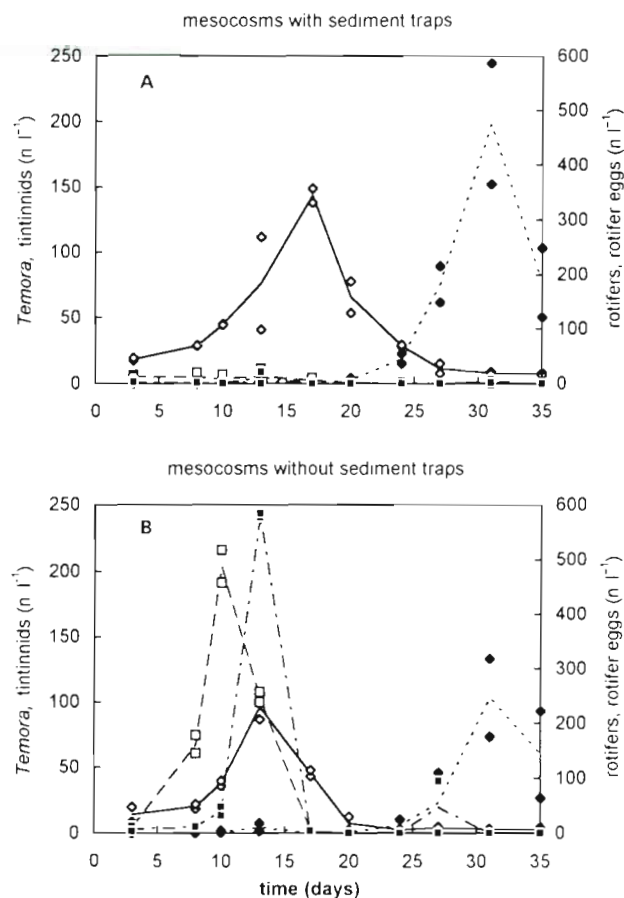 mesocosms with sediment traps
A
Temora, tintinnids (n l⁻¹)
250
200
150
100
50
0
600
500
400
300
200
100
0
rotifers, rotifer eggs (n l⁻¹)
0 5 10 15 20 25 30 35
mesocosms without sediment traps
B
Temora, tintinnids (n l⁻¹)
250
200
150
100
50
0
600
500
400
300
200
100
0
rotifers, rotifer eggs (n l⁻¹)
0 5 10 15 20 25 30 35
time (days)